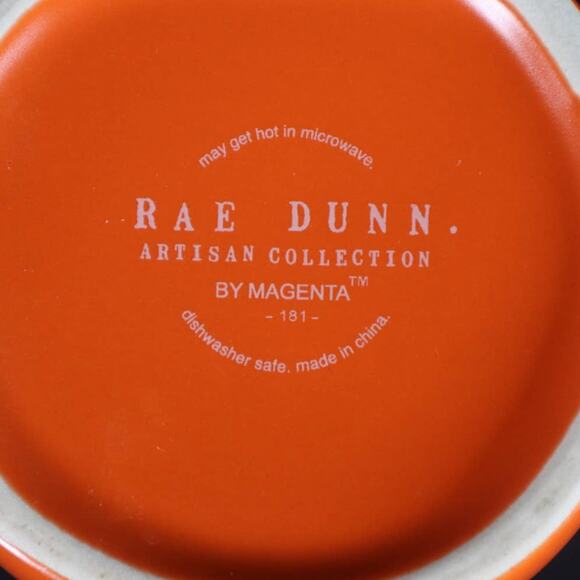 may get hot in microwave.
RAE DUNN.
ARTISAN COLLECTION
BY MAGENTA™
- 181 -
dishwasher safe. made in china.